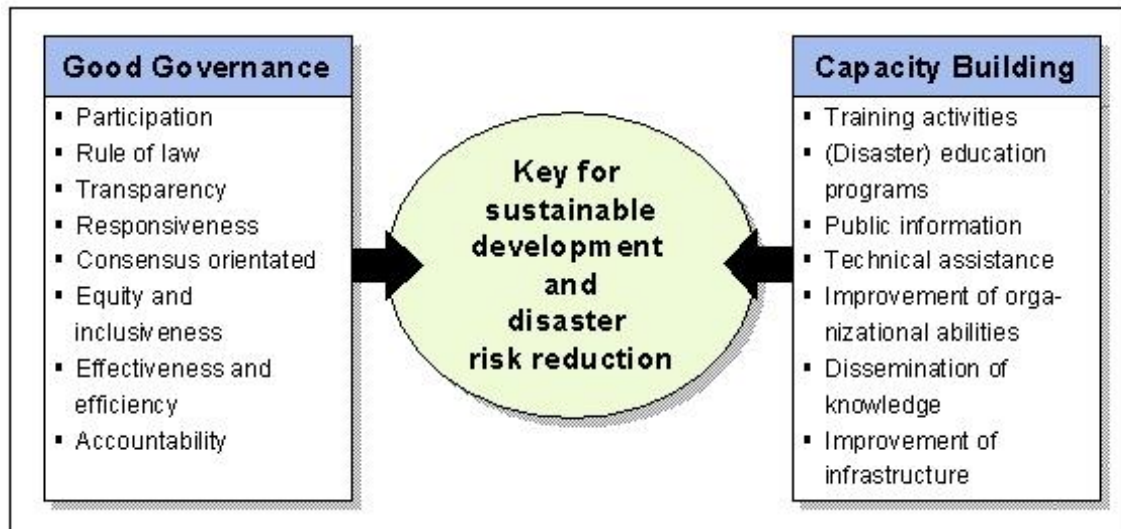 Good Governance
▪ Participation
▪ Rule of law
▪ Transparency
▪ Responsiveness
▪ Consensus orientated
▪ Equity and
inclusiveness
▪ Effectiveness and
efficiency
▪ Accountability
Key for
sustainable
development
and
disaster
risk reduction
Capacity Building
▪ Training activities
▪ (Disaster) education
programs
▪ Public information
▪ Technical assistance
▪ Improvement of orga-
nizational abilities
▪ Dissemination of
knowledge
▪ Improvement of
infrastructure